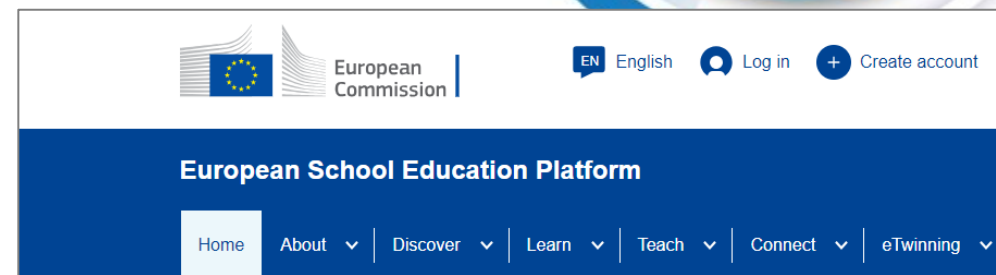 European
Commission
EN English Log in + Create account
European School Education Platform
Home About Discover Learn Teach Connect eTwinning